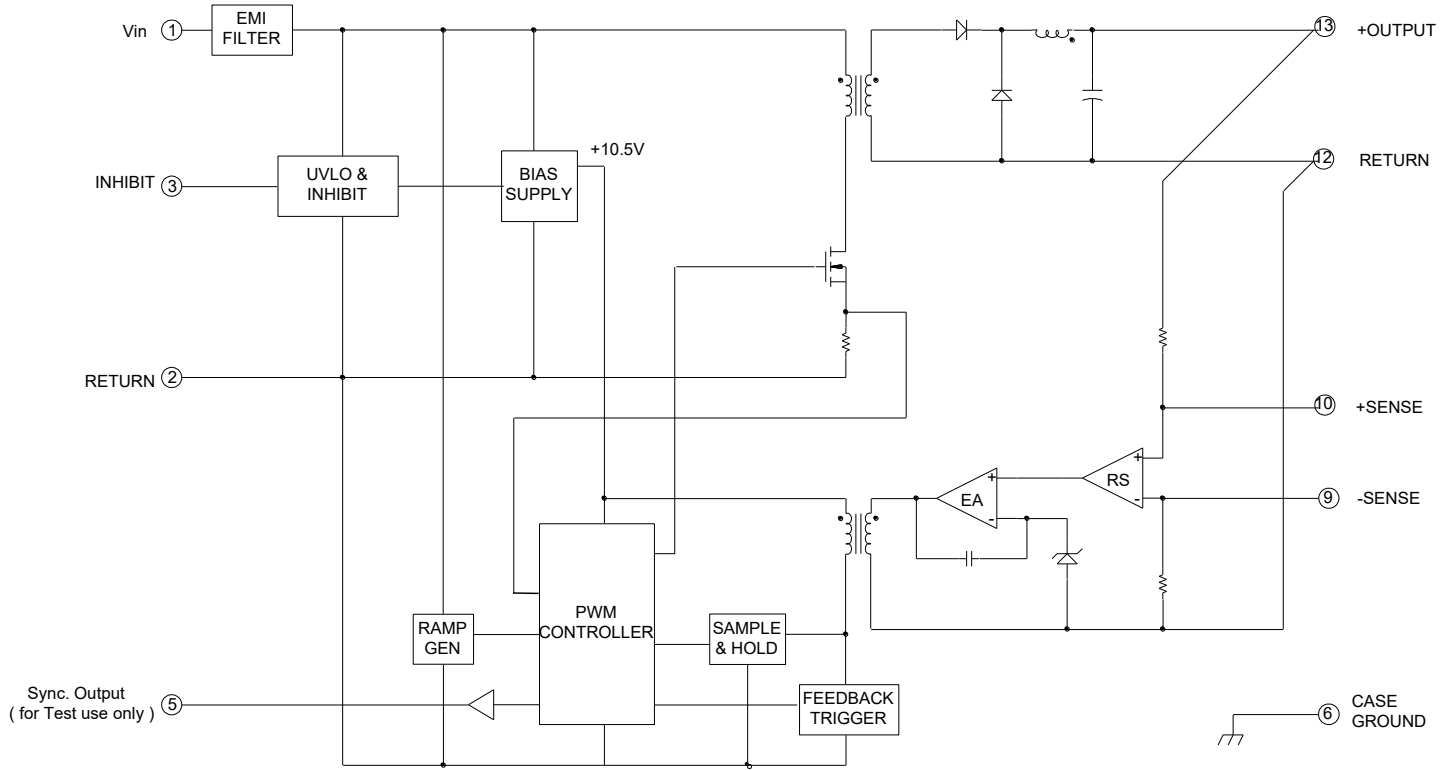 EMI
FILTER
Vin
1
13
+OUTPUT
+10.5V
12
RETURN
UVLO &
INHIBIT
BIAS
SUPPLY
INHIBIT
3
RETURN
2
10
+SENSE
+
RS
-
+
EA
-
9
-SENSE
PWM
CONTROLLER
RAMP
GEN
SAMPLE
& HOLD
FEEDBACK
TRIGGER
Sync. Output
( for Test use only )
5
6
CASE
GROUND